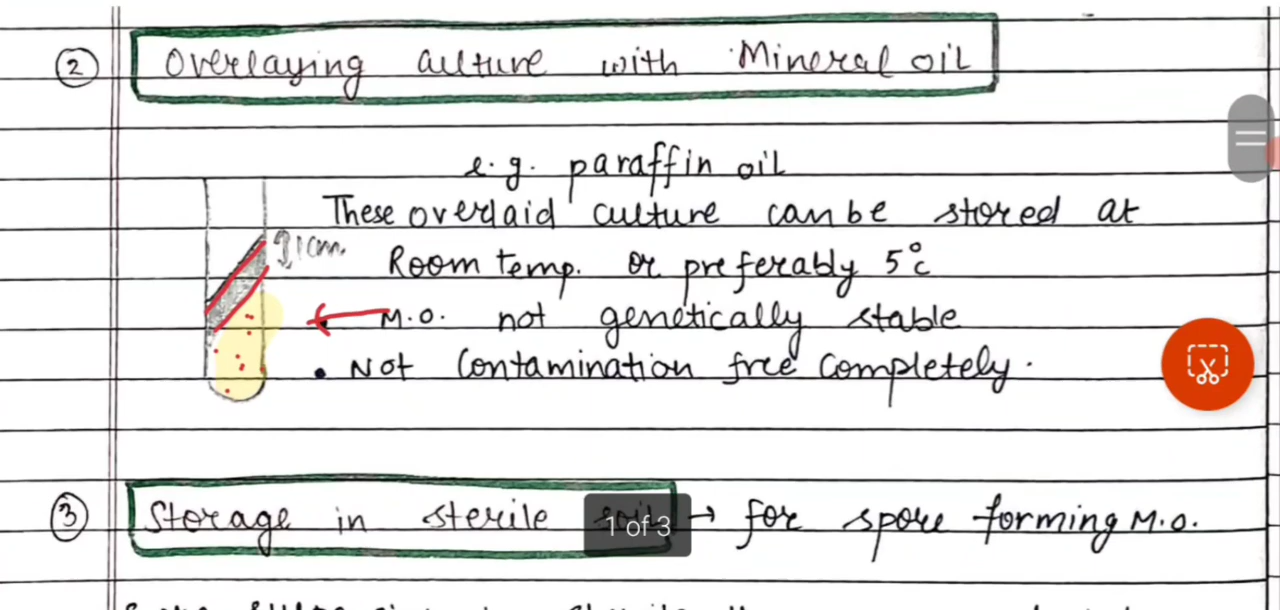 ② Overlaying culture with Mineral oil
e.g. paraffin oil
These overlaid culture can be stored at
1cm.
Room temp. or preferably 5°c
M.O. not genetically stable
• Not Contamination free completely.
③ Storage in sterile soil → for spore forming M.O.
1 of 3